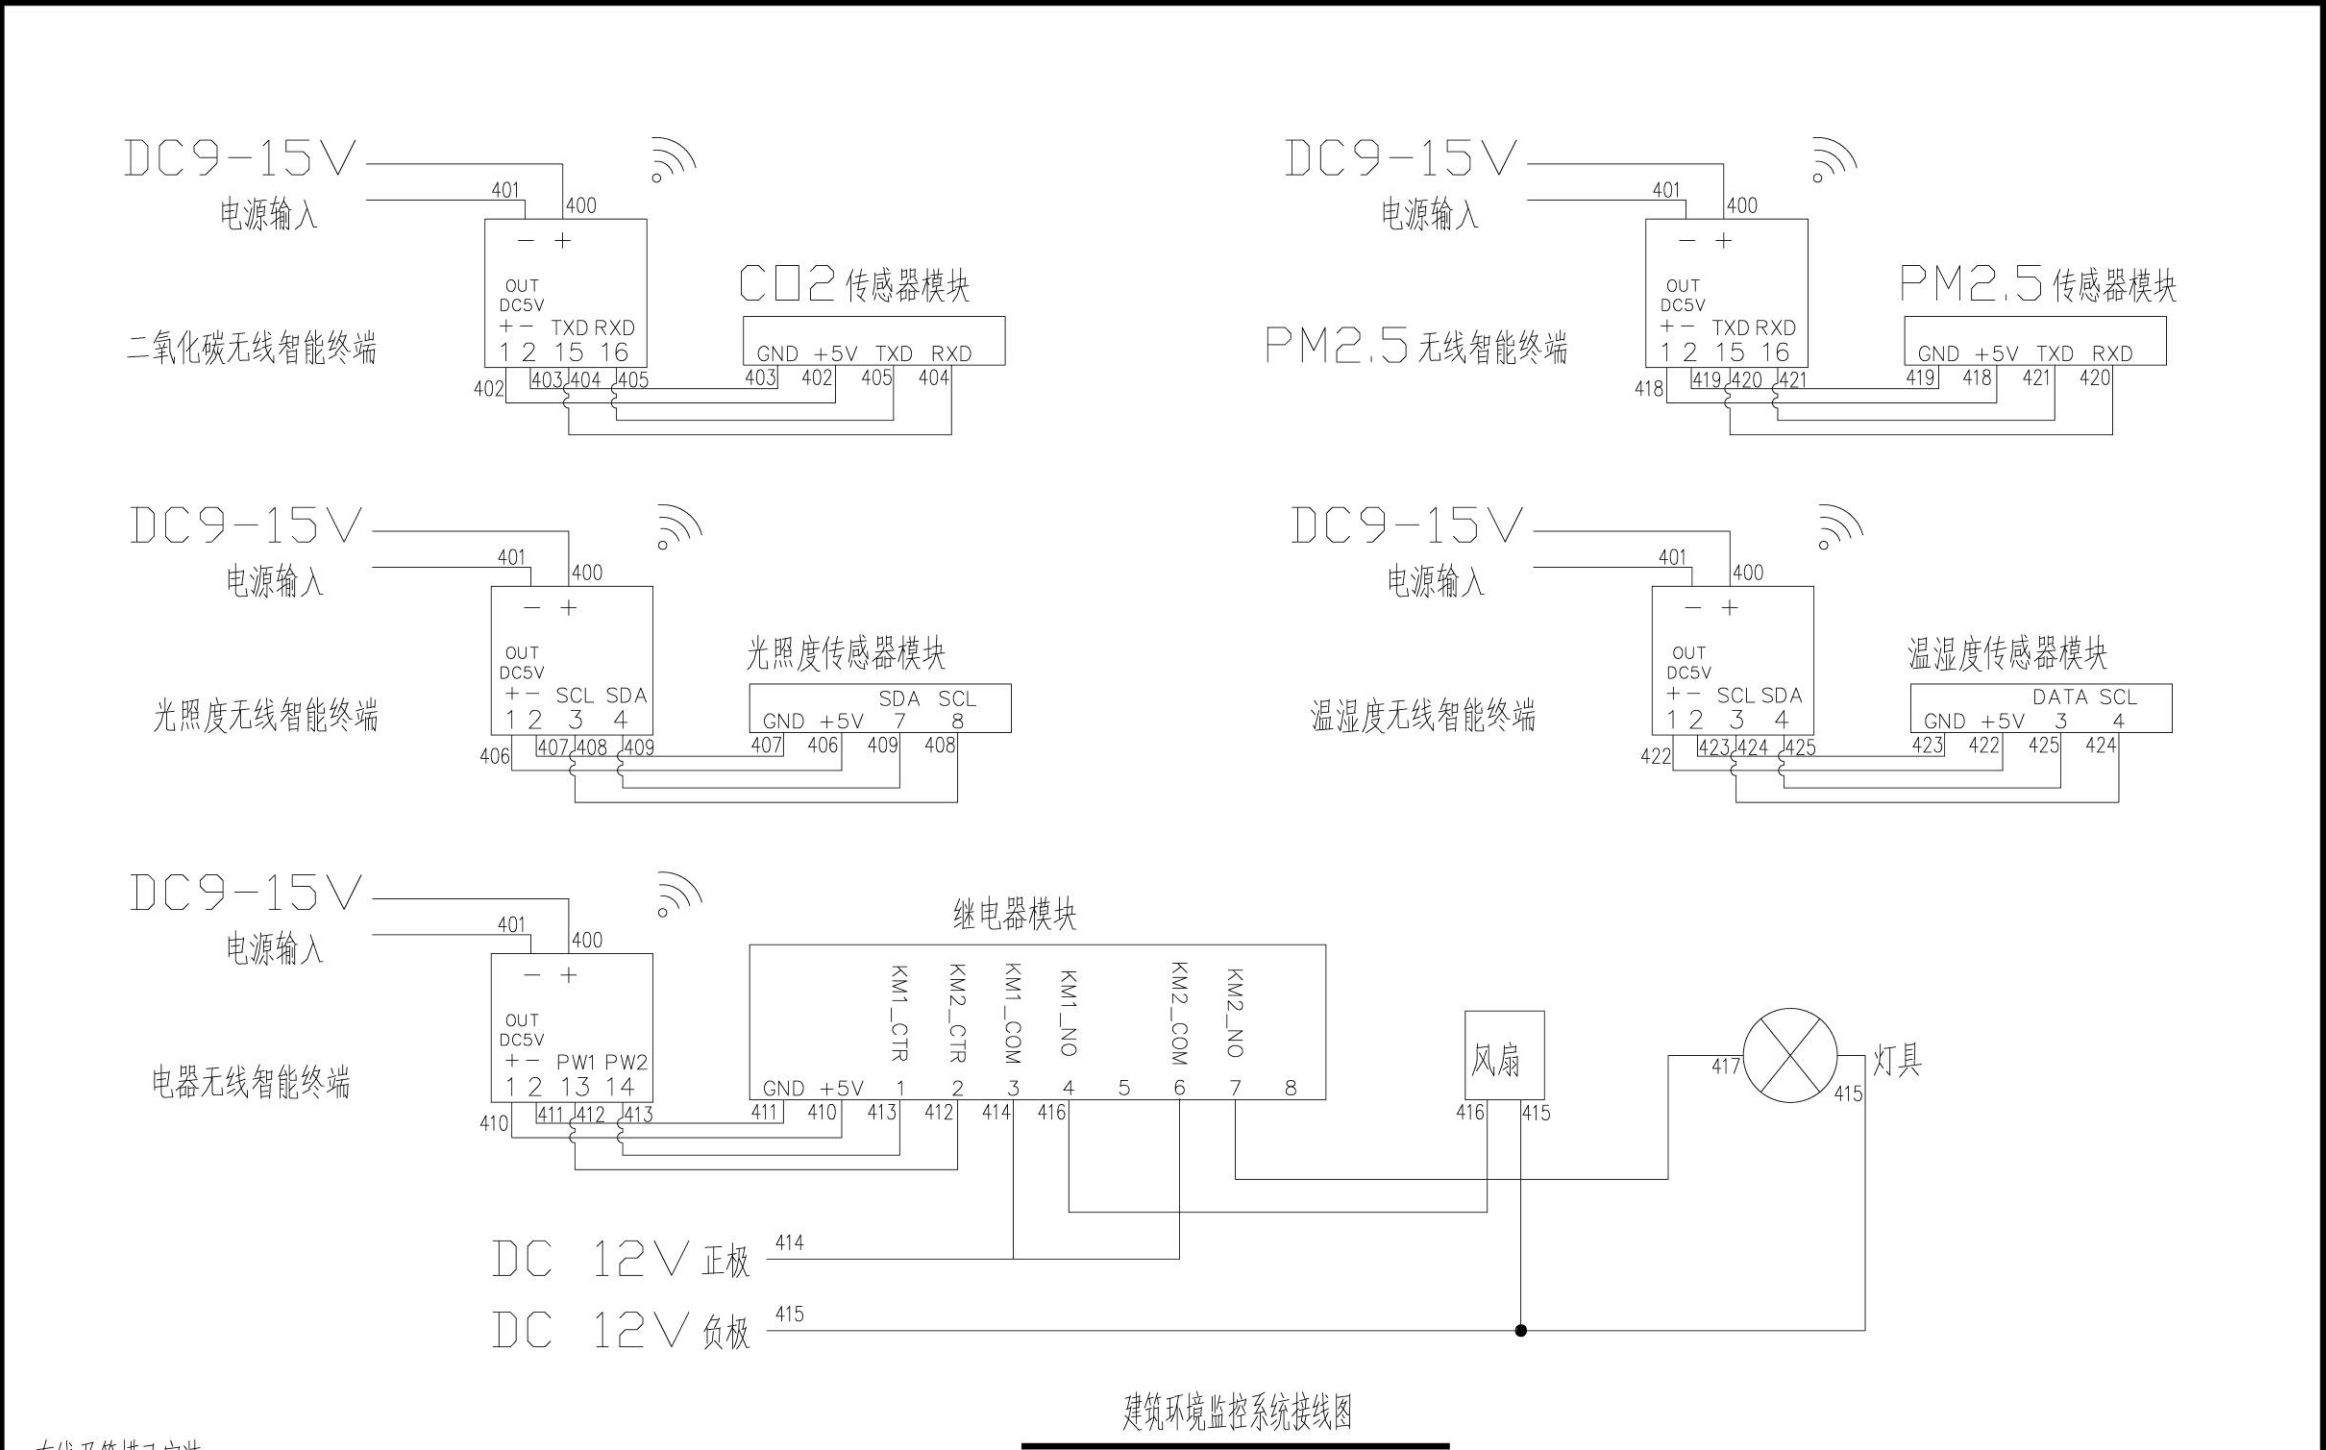 DC9-15V
401
电源输入
400
- +
OUT
DC5V
+ - TXD RXD
1 2 15 16
二氧化碳无线智能终端
CO2传感器模块
GND +5V TXD RXD
402 403 404 405
403 402 405 404
DC9-15V
401
电源输入
400
- +
OUT
DC5V
+ - TXD RXD
1 2 15 16
PM2.5无线智能终端
PM2.5传感器模块
GND +5V TXD RXD
418 419 420 421
419 418 421 420
DC9-15V
401
电源输入
400
- +
OUT
DC5V
+ - SCL SDA
1 2 3 4
光照度无线智能终端
光照度传感器模块
SDA SCL
GND +5V 7 8
406 407 408 409
407 406 409 408
DC9-15V
401
电源输入
400
- +
OUT
DC5V
+ - SCL SDA
1 2 3 4
温湿度无线智能终端
温湿度传感器模块
DATA SCL
GND +5V 3 4
422 423 424 425
423 422 425 424
DC9-15V
401
电源输入
400
- +
OUT
DC5V
+ - PW1 PW2
1 2 13 14
电器无线智能终端
410 411 412 413
继电器模块
KM1_CTR
KM2_CTR
KM1_COM
KM1_NO
KM2_COM
KM2_NO
GND +5V 1 2 3 4 5 6 7 8
411 410 413 412 414 416
风扇
416 415
417
灯具
415
DC 12V正极
414
DC 12V负极
415
建筑环境监控系统接线图